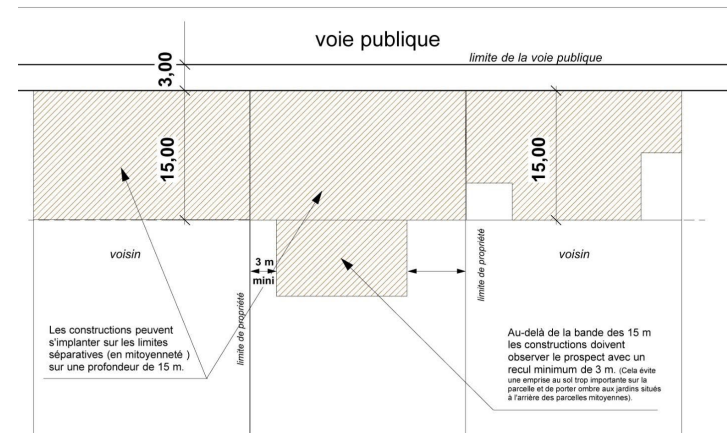 voie publique
limite de la voie publique
3,00
15,00
15,00
voisin
3 m
mini
limite de propriété
limite de propriété
voisin
Les constructions peuvent
s'implanter sur les limites
séparatives (en mitoyenneté )
sur une profondeur de 15 m.
Au-delà de la bande des 15 m
les constructions doivent
observer le prospect avec un
recul minimum de 3 m. (Cela évite
une emprise au sol trop importante sur la
parcelle et de porter ombre aux jardins situés
à l'arrière des parcelles mitoyennes).